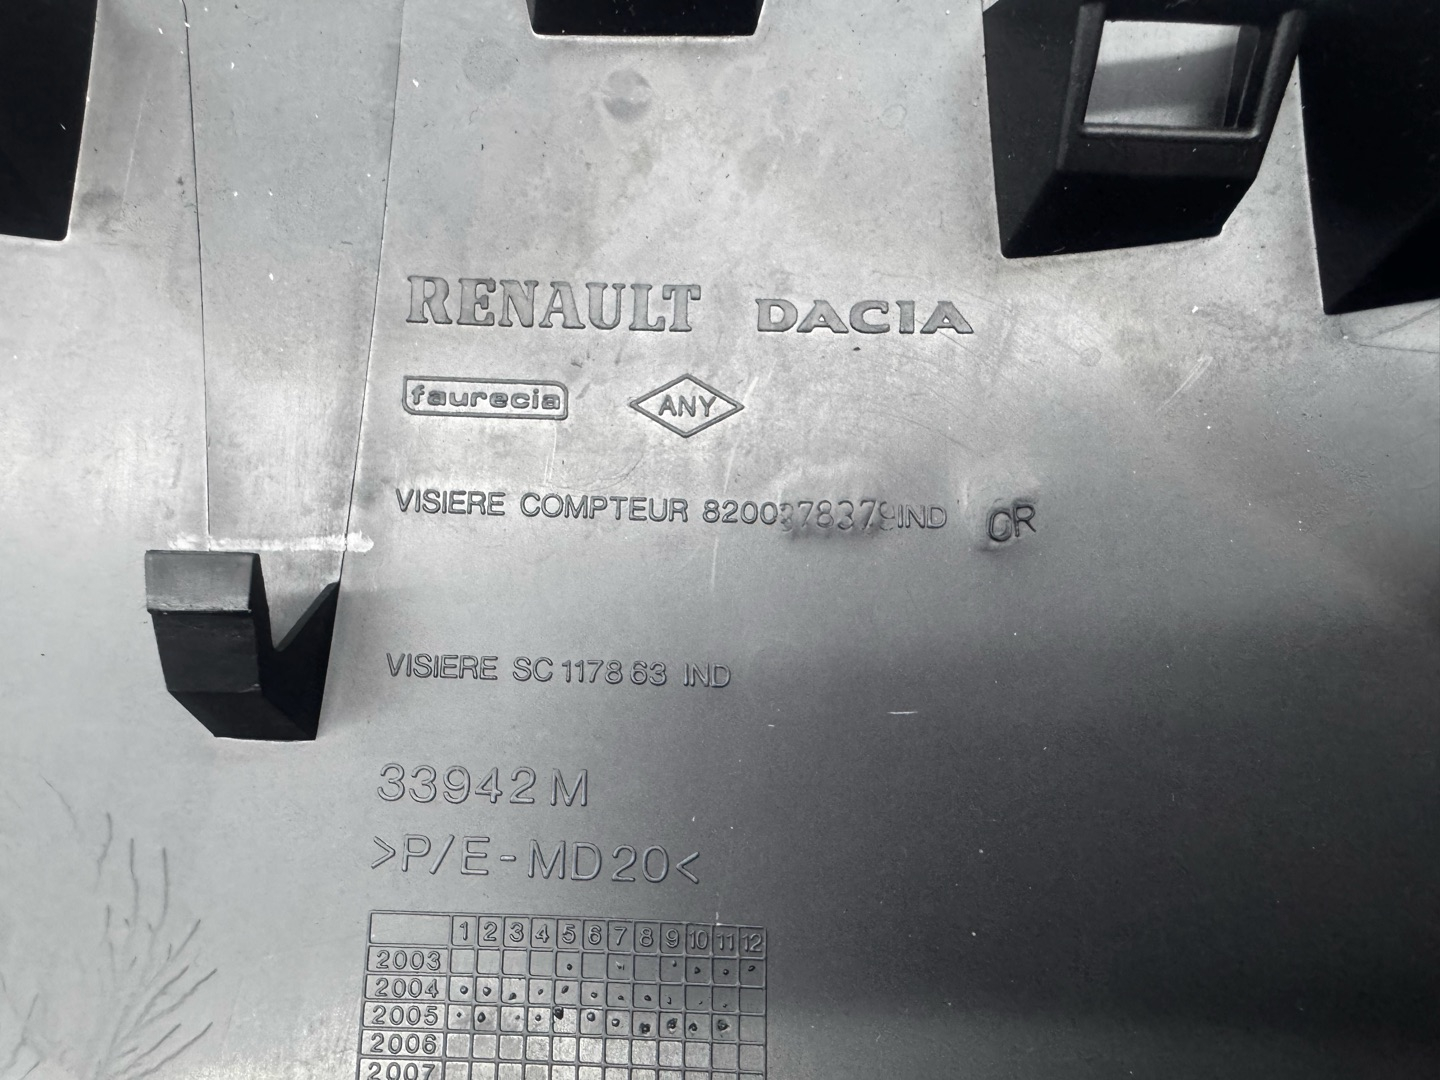 RENAULT DACIA
faurecia ANY
VISIERE COMPTEUR 8200378379IND CR
VISIERE SC 1178 63 IND
33942 M
>P/E-MD20<
1 2 3 4 5 6 7 8 9 10 11 12
2003
2004
2005
2006
2007